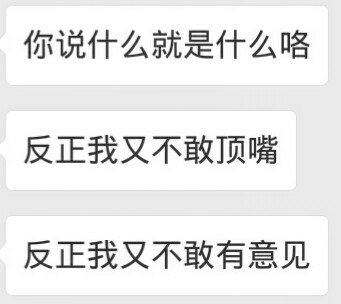 你说什么就是什么咯
反正我又不敢顶嘴
反正我又不敢有意见